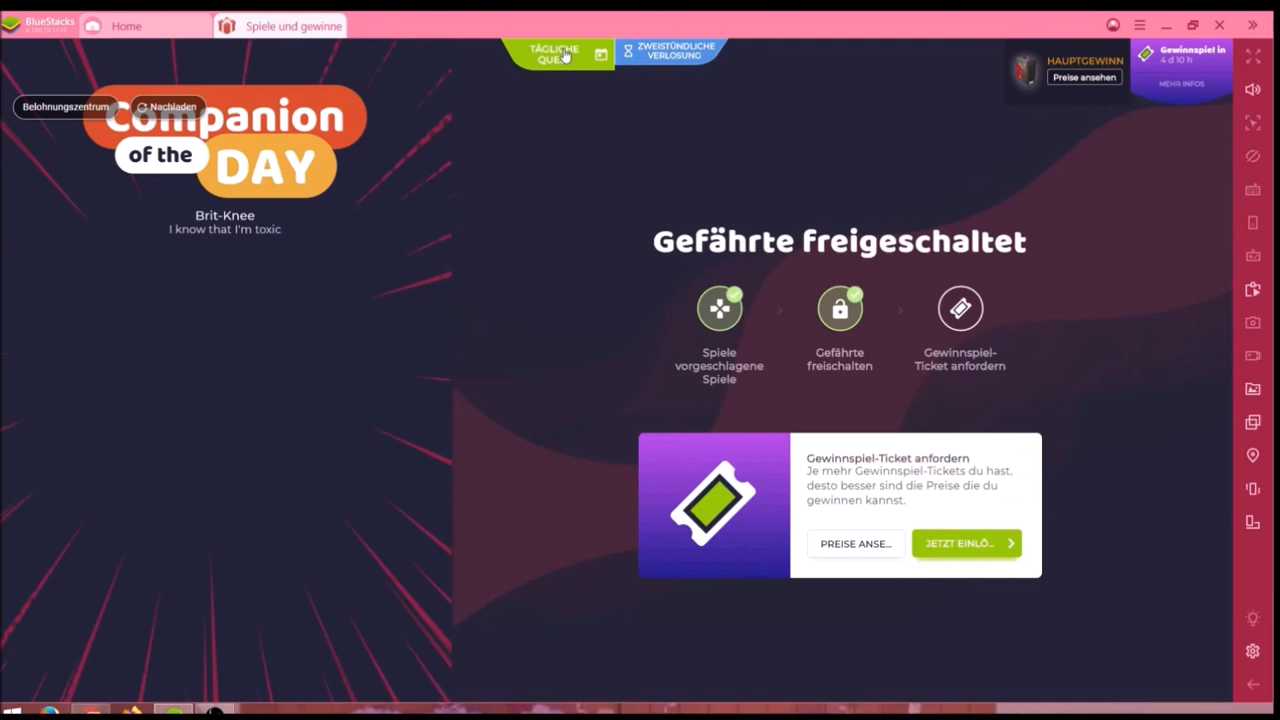 BlueStacks
Home
Spiele und gewinne
TÄGLICHE
ZWEISTÜNDLICHE
VERLOSUNG
HAUPTGEWINN
Preise ansehen
Gewinnspiel in
4 d 10 h
MEHR INFOS
Belohnungszentrum
Nachladen
Companion
of the
DAY
Brit-Knee
I know that I'm toxic
Gefährte freigeschaltet
Spiele
vorgeschlagene
Spiele
Gefährte
freischalten
Gewinnspiel-
Ticket anfordern
Gewinnspiel-Ticket anfordern
Je mehr Gewinnspiel-Tickets du hast,
desto besser sind die Preise die du
gewinnen kannst.
PREISE ANSE...
JETZT EINLÖ...